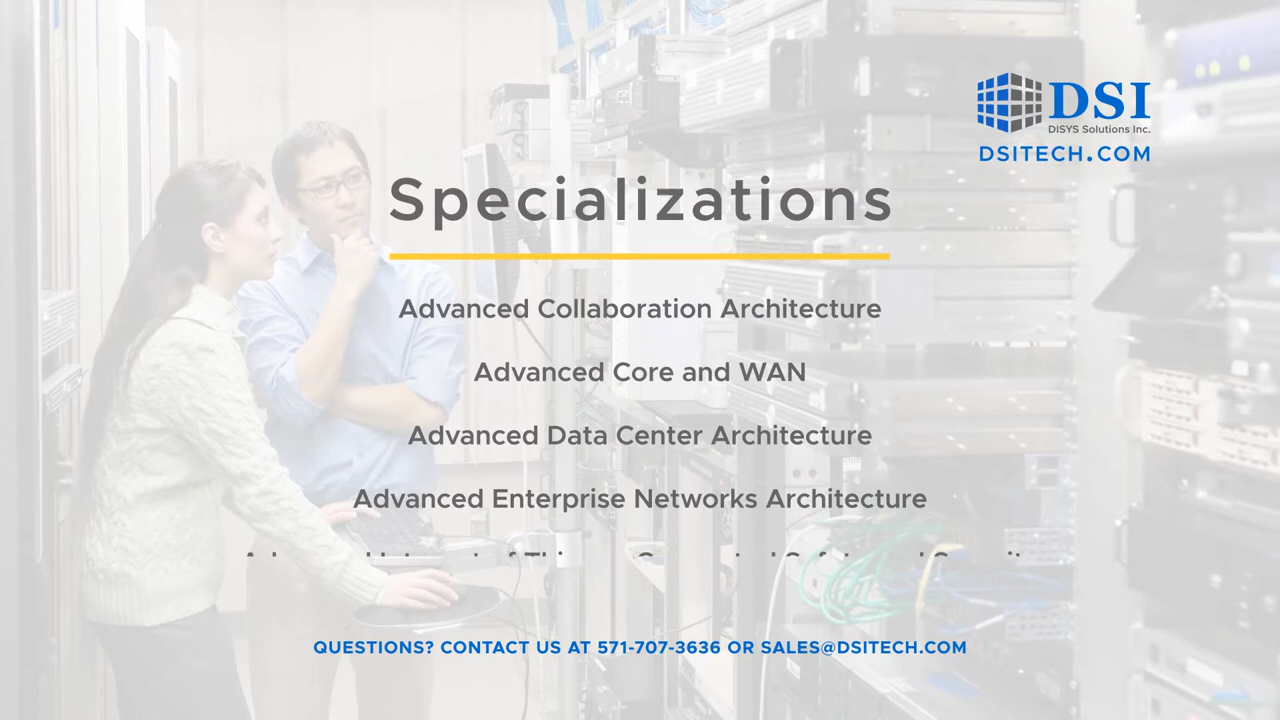 DSI
DISYS Solutions Inc.
DSITECH.COM
Specializations
Advanced Collaboration Architecture
Advanced Core and WAN
Advanced Data Center Architecture
Advanced Enterprise Networks Architecture
QUESTIONS? CONTACT US AT 571-707-3636 OR SALES@DSITECH.COM